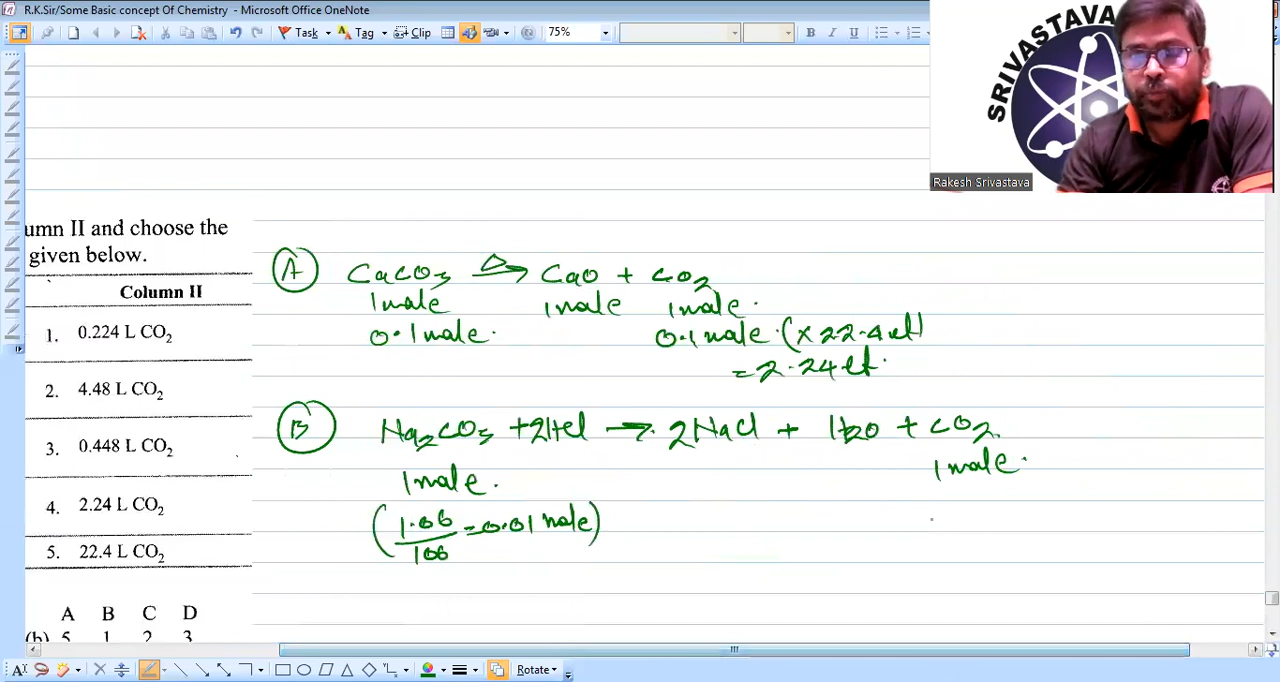 R.K.Sir/Some Basic concept Of Chemistry - Microsoft Office OneNote
Task
Tag
Clip
75%
B I U
SRIVASTAVA
Rakesh Srivastava
umn II and choose the
given below.
Column II
1. 0.224 L CO₂
2. 4.48 L CO₂
3. 0.448 L CO₂
4. 2.24 L CO₂
5. 22.4 L CO₂
A B C D
(b) 5 1 2 3
A CaCO₃ Δ→ CaO + CO₂
1 mole 1 mole 1 mole.
0.1 mole. 0.1 mole. (x 22.4 lt)
= 2.24 lt.
B Na₂CO₃ + 2HCl → 2NaCl + H₂O + CO₂.
1 mole. 1 mole.
(1.06/106 = 0.01 mole)
A
Rotate